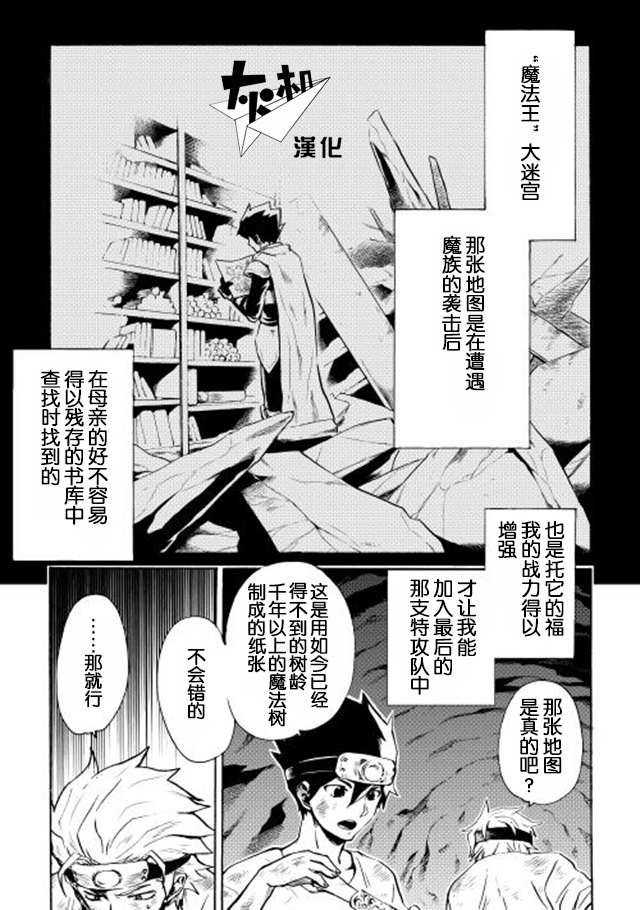 灰机
漢化
“魔法王”大迷宫
那张地图是在遭遇
魔族的袭击后
在母亲的好不容易
得以残存的书库中
查找时找到的
也是托它的福
我的战力得以
增强
才让我能
加入最后的
那支特攻队中
那张地图
是真的吧？
这是用如今已经
得不到的树龄
千年以上的魔法树
制成的纸张
不会错的
……那就行